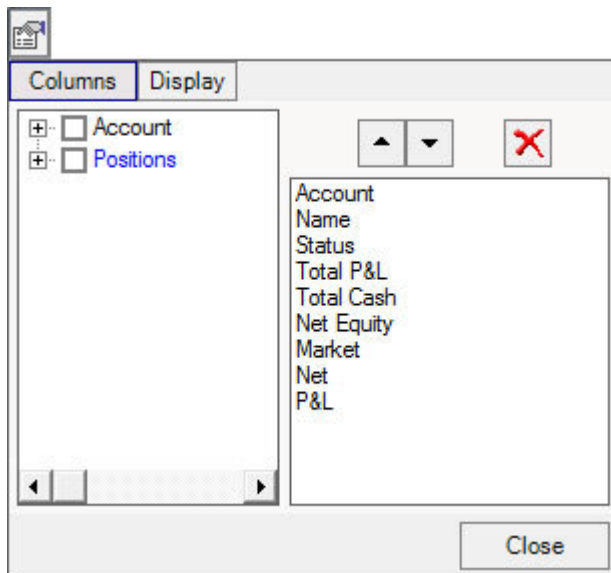 Columns Display
Account
Positions
Account
Name
Status
Total P&L
Total Cash
Net Equity
Market
Net
P&L
Close